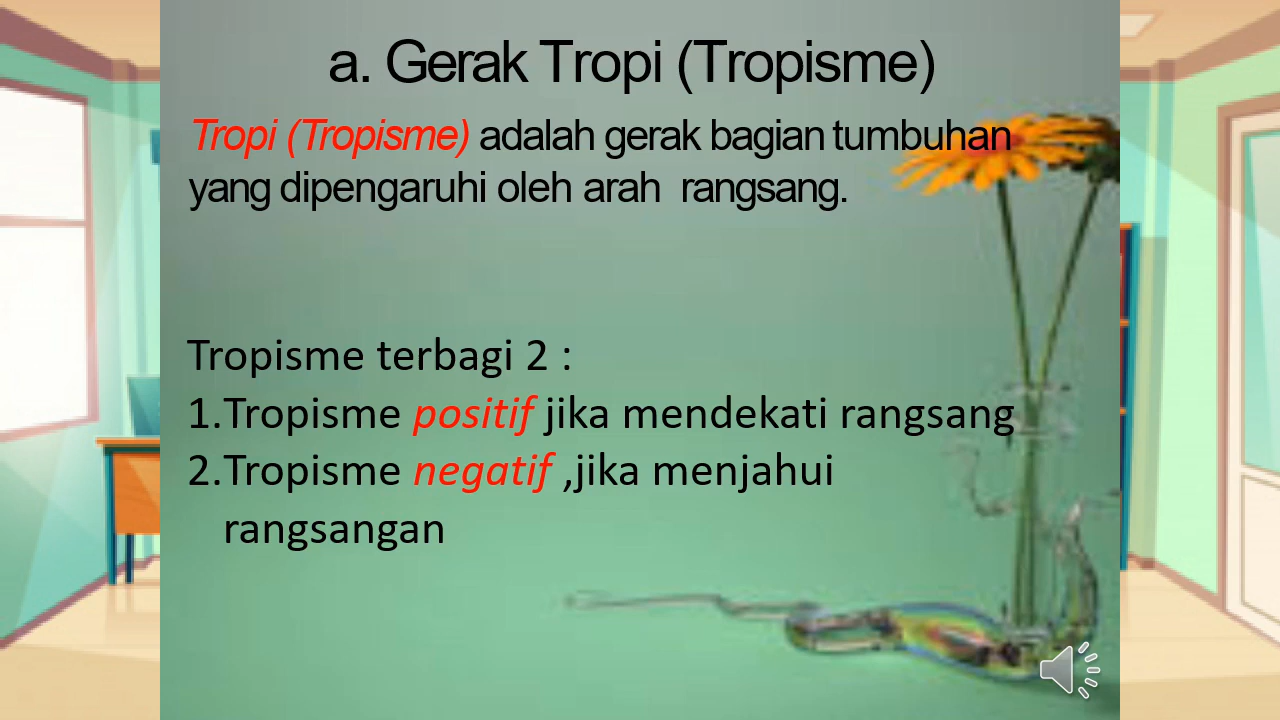 a. Gerak Tropi (Tropisme)
Tropi (Tropisme) adalah gerak bagian tumbuhan
yang dipengaruhi oleh arah rangsang.
Tropisme terbagi 2 :
1.Tropisme positif jika mendekati rangsang
2.Tropisme negatif ,jika menjahui
rangsangan